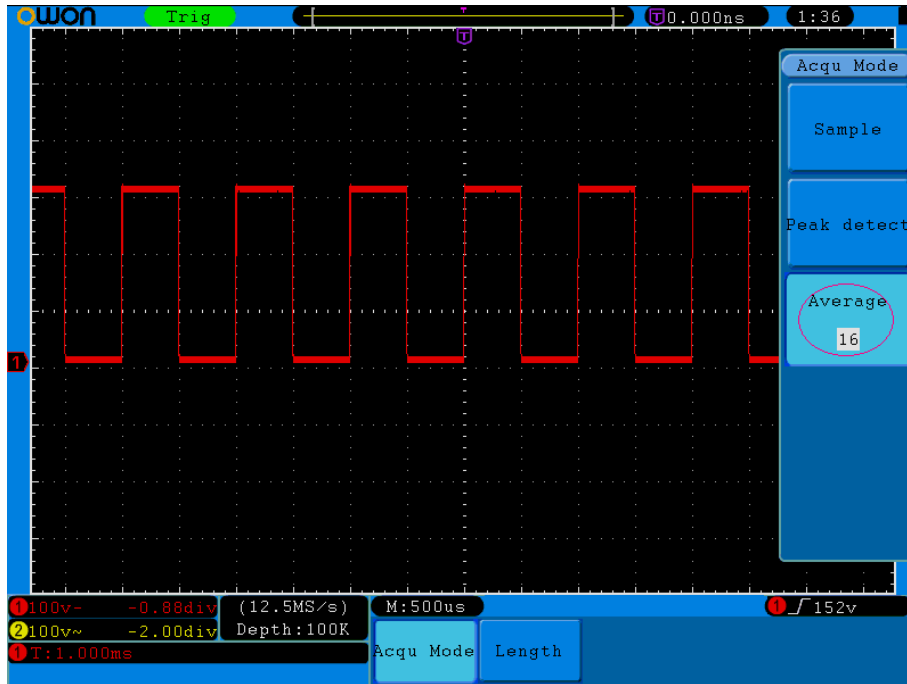 owon Trig T T 0.000ns 1:36
T
Acqu Mode
Sample
Peak detect
Average
16
1
1 100v- -0.88div (12.5MS/s) M:500us 1 152v
2 100v~ -2.00div Depth:100K
1 T:1.000ms
Acqu Mode Length